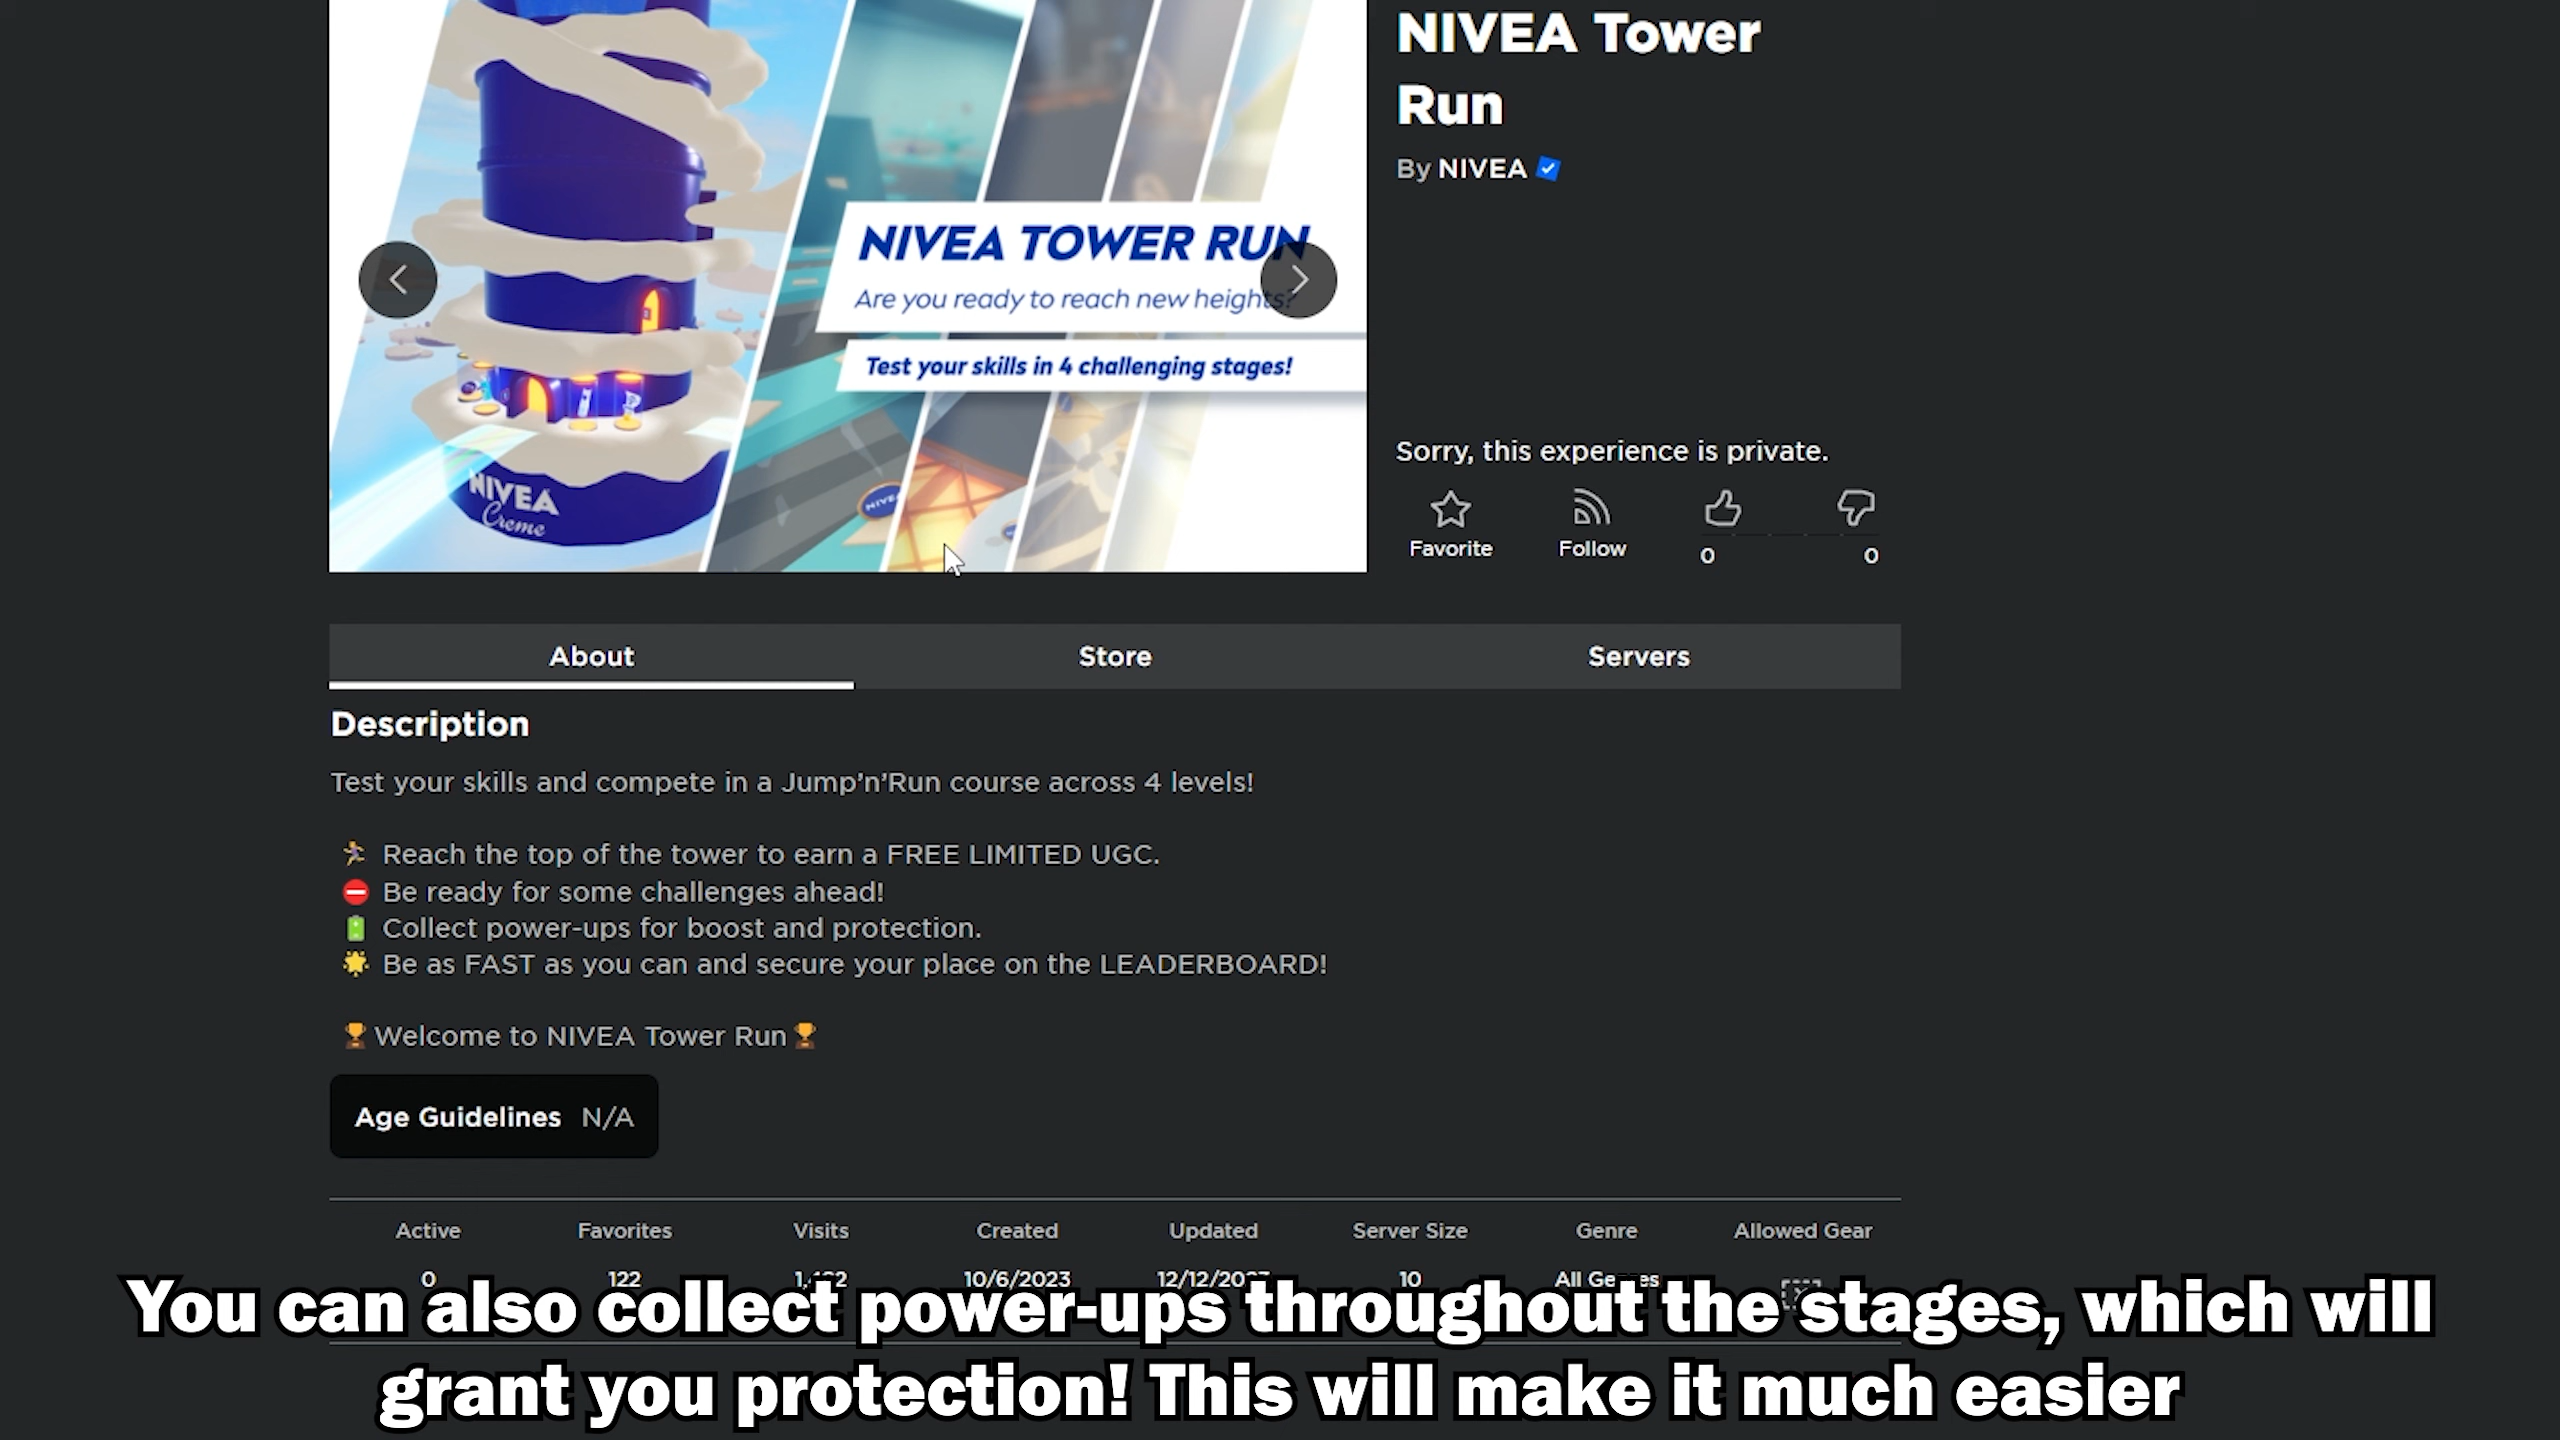 NIVEA Tower
Run
By NIVEA
NIVEA TOWER RUN
Are you ready to reach new heights?
Test your skills in 4 challenging stages!
NIVEA
Creme
NIVEA
Sorry, this experience is private.
Favorite Follow 0 0
About Store Servers
Description
Test your skills and compete in a Jump'n'Run course across 4 levels!
Reach the top of the tower to earn a FREE LIMITED UGC.
Be ready for some challenges ahead!
Collect power-ups for boost and protection.
Be as FAST as you can and secure your place on the LEADERBOARD!
Welcome to NIVEA Tower Run
Age Guidelines N/A
Active Favorites Visits Created Updated Server Size Genre Allowed Gear
0 122 10/6/2023 10 All Genres
You can also collect power-ups throughout the stages, which will
grant you protection! This will make it much easier